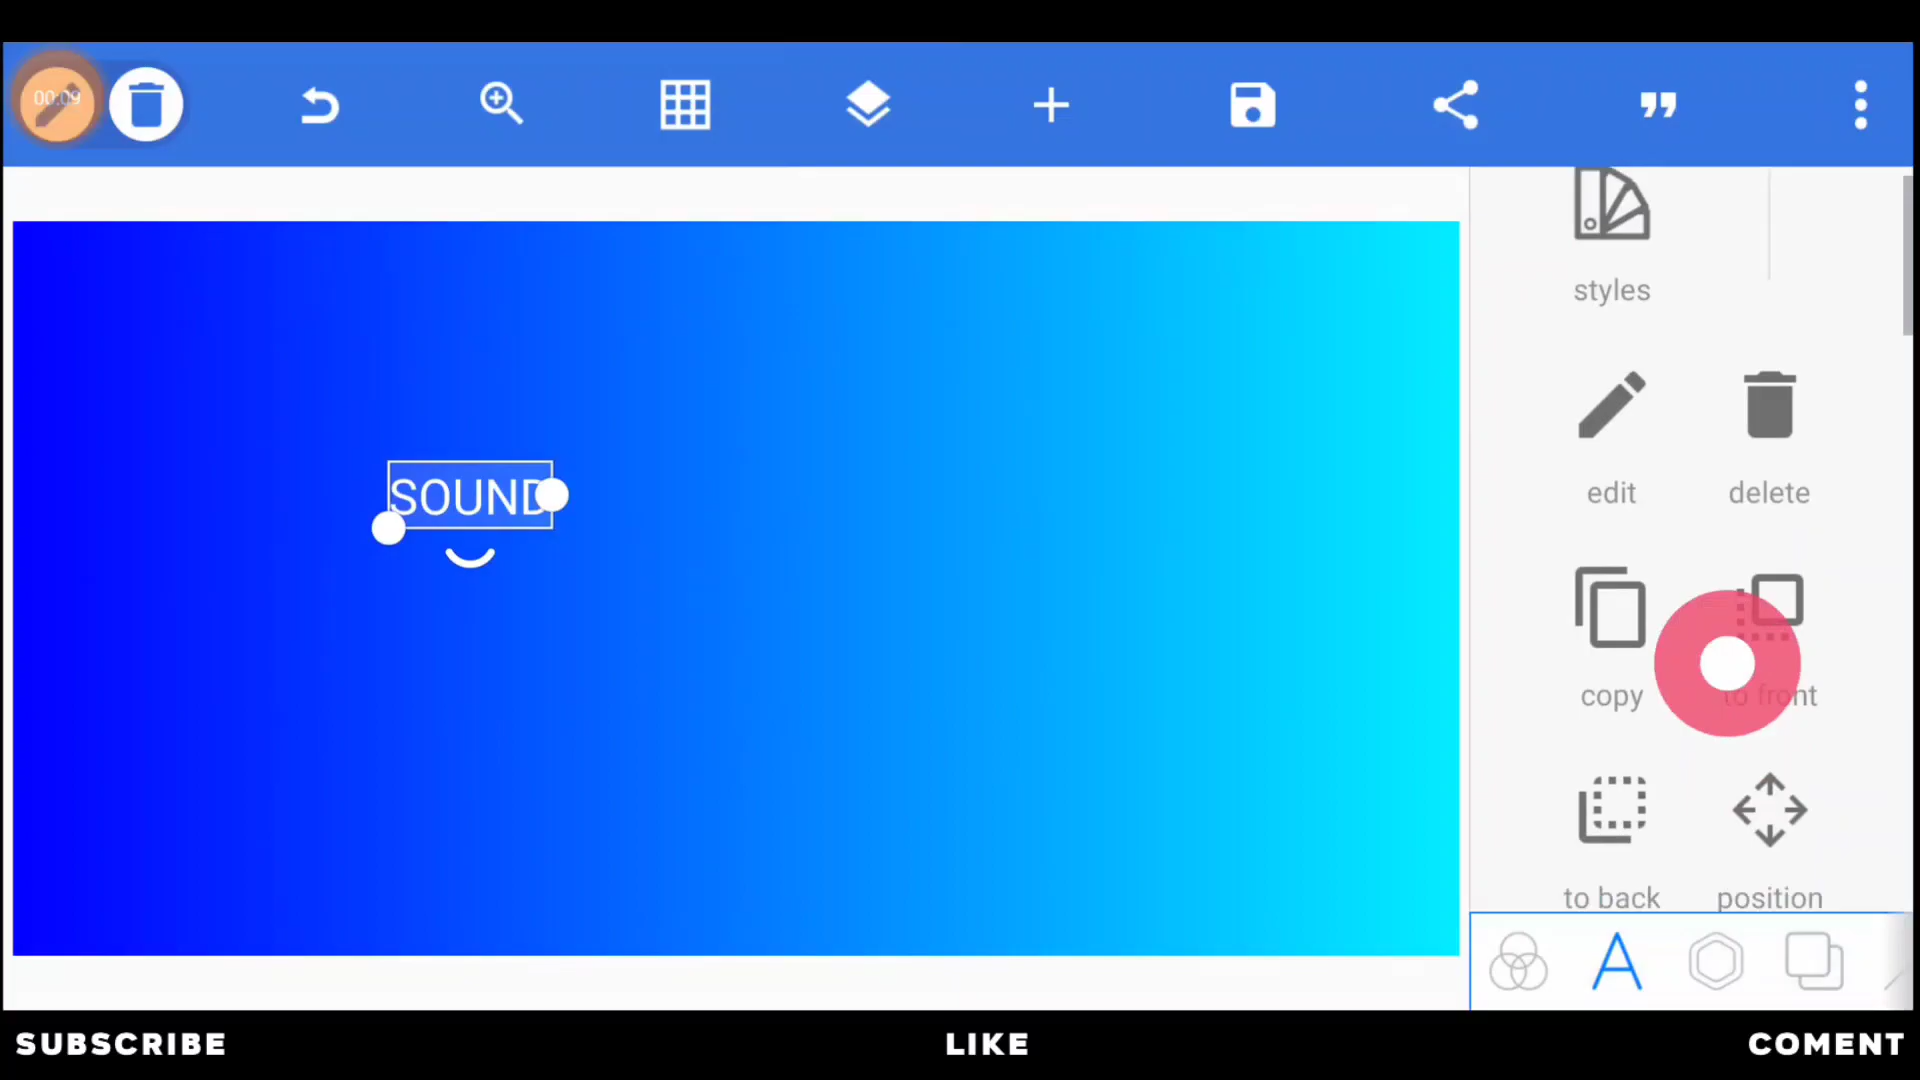 00:09
styles
SOUND
edit
delete
copy
to front
to back
position
SUBSCRIBE
LIKE
COMENT